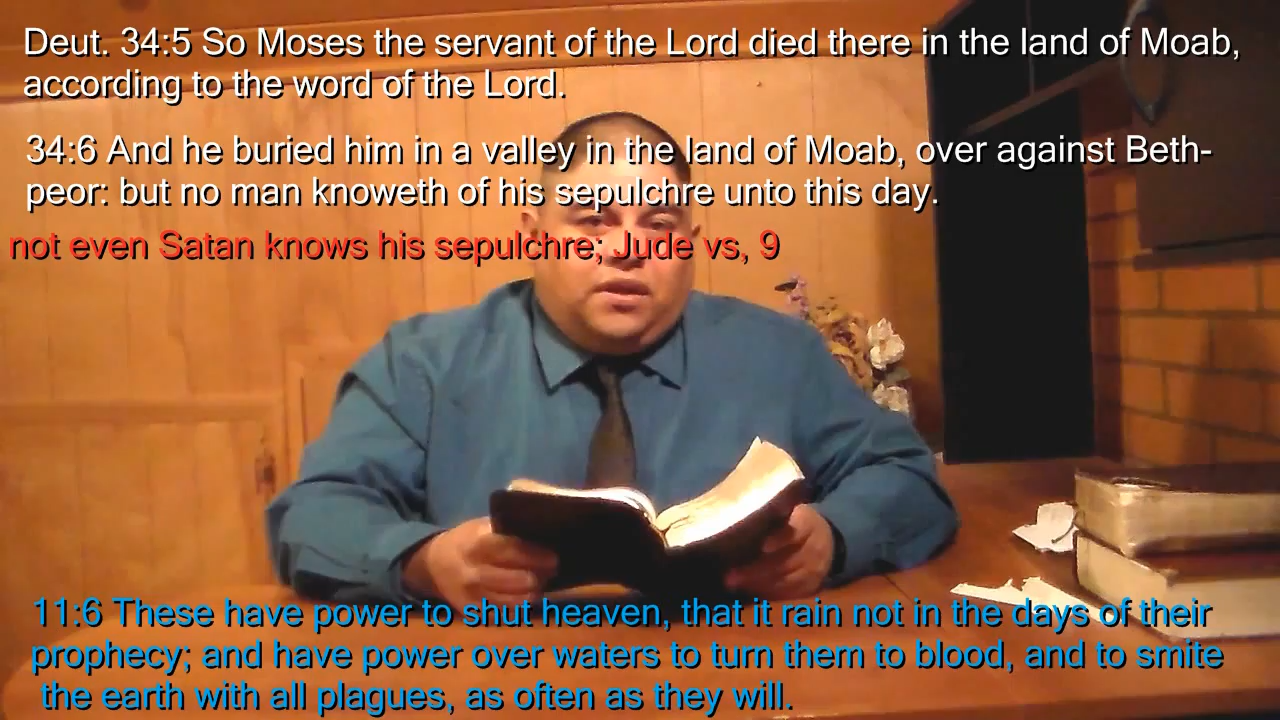 Deut. 34:5 So Moses the servant of the Lord died there in the land of Moab,
according to the word of the Lord.
34:6 And he buried him in a valley in the land of Moab, over against Beth-
peor: but no man knoweth of his sepulchre unto this day.
not even Satan knows his sepulchre; Jude vs, 9
11:6 These have power to shut heaven, that it rain not in the days of their
prophecy; and have power over waters to turn them to blood, and to smite
the earth with all plagues, as often as they will.